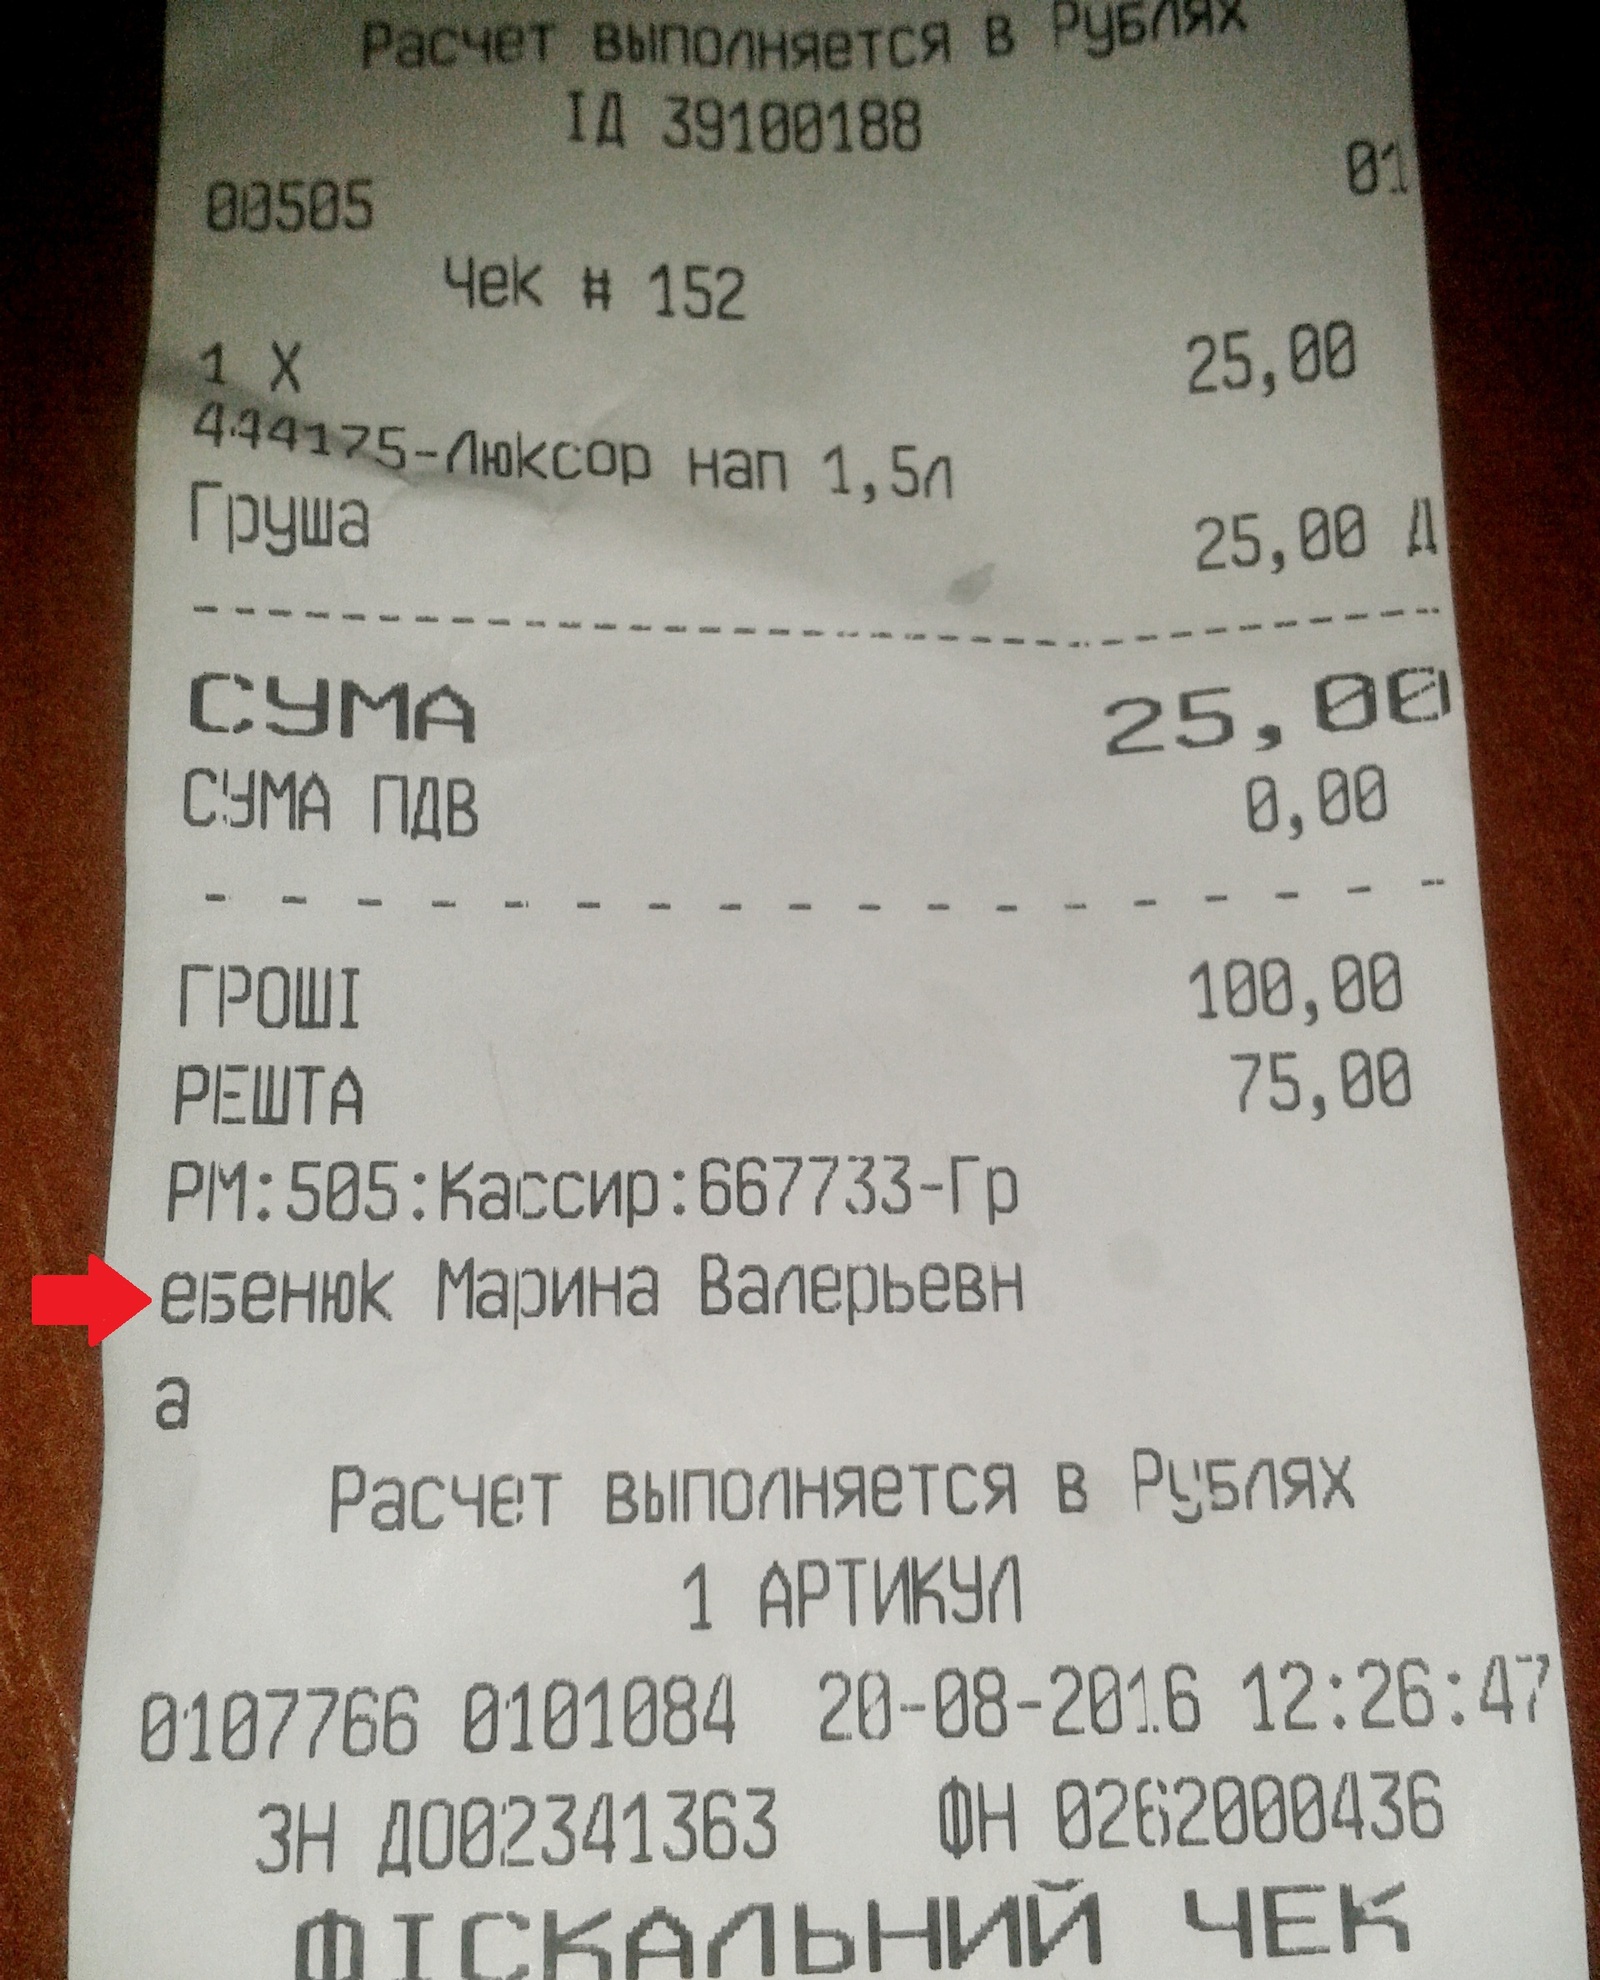 Расчет выполняется в Рублях
ІД 39100188
00505 01
Чек # 152
1 X 25,00
444175-Люксор нап 1,5л
Груша 25,00 Д
СУМА 25,00
СУМА ПДВ 0,00
ГРОШІ 100,00
РЕШТА 75,00
РМ:505:Кассир:667733-Гр
ебенюк Марина Валерьевн
а
Расчет выполняется в Рублях
1 АРТИКУЛ
0107766 0101084 20-08-2016 12:26:47
ЗН ДО02341363 ФН 0262000436
ФІСКАЛЬНИЙ ЧЕК